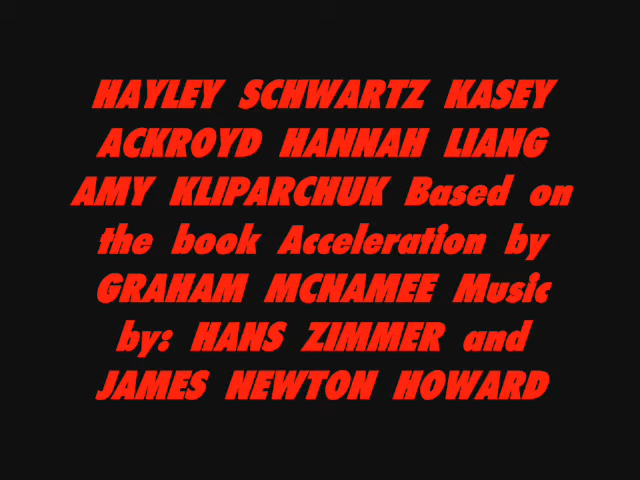 HAYLEY SCHWARTZ KASEY
ACKROYD HANNAH LIANG
AMY KLIPARCHUK Based on
the book Acceleration by
GRAHAM MCNAMEE Music
by: HANS ZIMMER and
JAMES NEWTON HOWARD